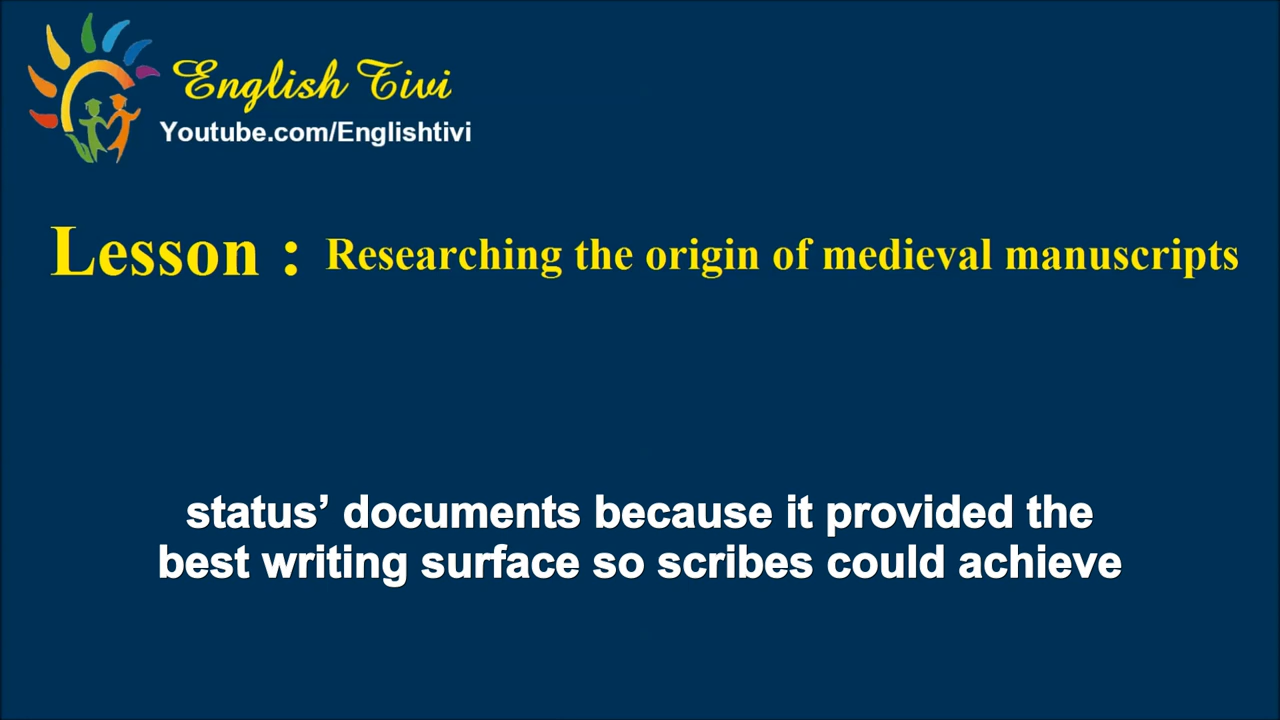 English Tivi
Youtube.com/Englishtivi
Lesson : Researching the origin of medieval manuscripts
status’ documents because it provided the
best writing surface so scribes could achieve